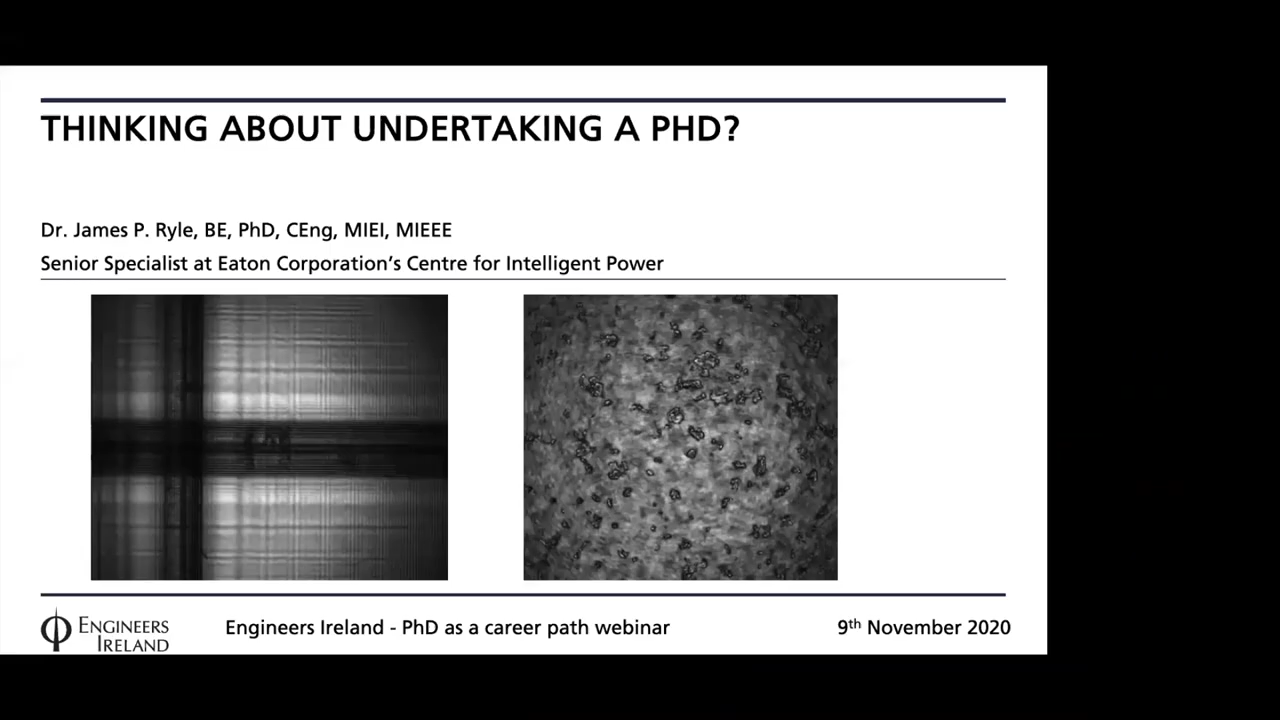 THINKING ABOUT UNDERTAKING A PHD?
Dr. James P. Ryle, BE, PhD, CEng, MIEI, MIEEE
Senior Specialist at Eaton Corporation's Centre for Intelligent Power
ENGINEERS
IRELAND
Engineers Ireland - PhD as a career path webinar
9th November 2020